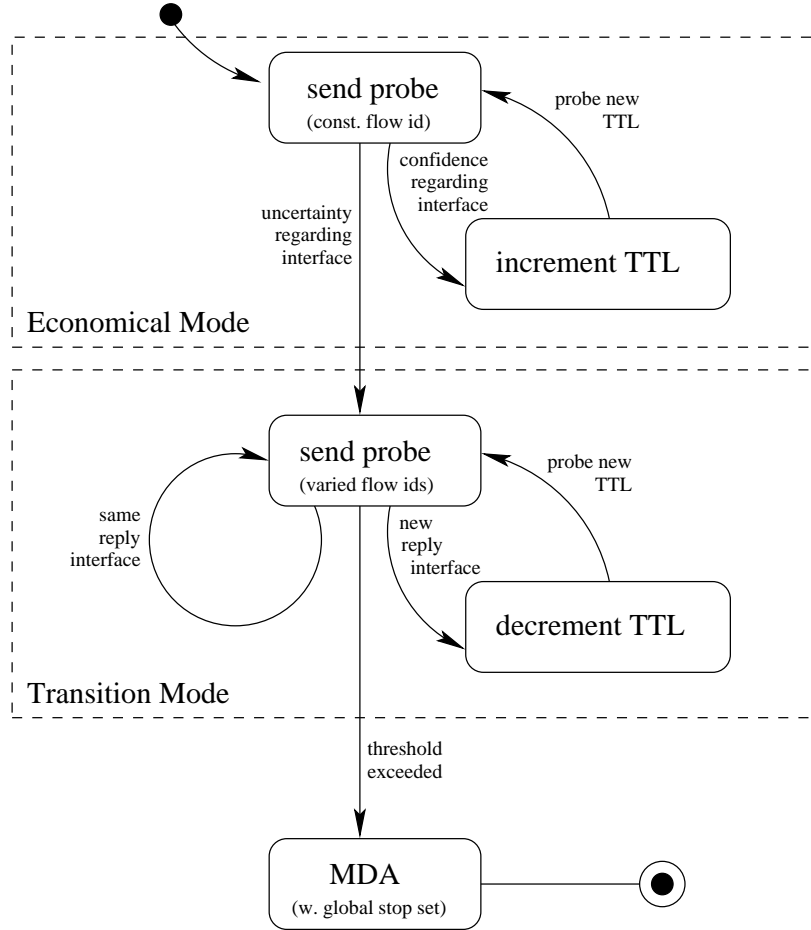 send probe
(const. flow id)
probe new
TTL
confidence
regarding
interface
uncertainty
regarding
interface
increment TTL
Economical Mode
send probe
(varied flow ids)
probe new
TTL
same
reply
interface
new
reply
interface
decrement TTL
Transition Mode
threshold
exceeded
MDA
(w. global stop set)